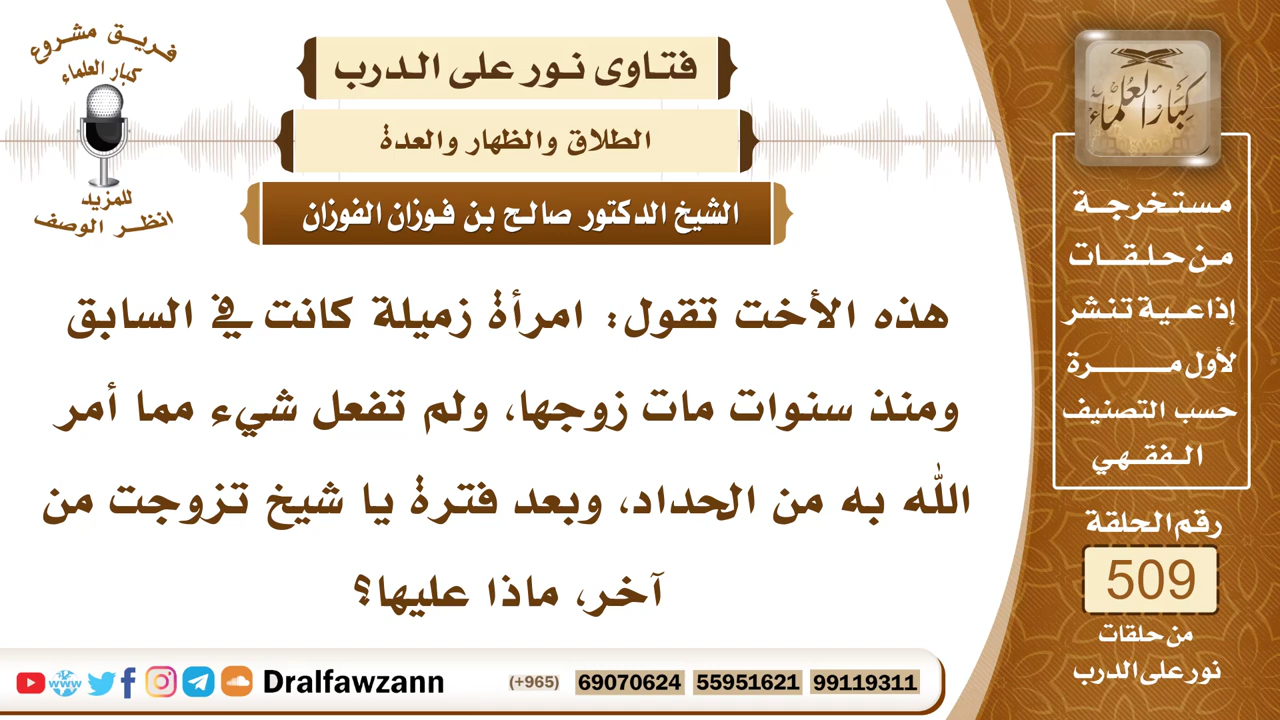 فريق مشروع
كبار العلماء
للمزيد
انظر الوصف
فتاوى نور على الدرب
الطلاق والظهار والعدة
الشيخ الدكتور صالح بن فوزان الفوزان
هذه الأخت تقول: امرأة زميلة كانت في السابق
ومنذ سنوات مات زوجها، ولم تفعل شيء مما أمر
الله به من الحداد، وبعد فترة يا شيخ تزوجت من
آخر، ماذا عليها؟
كبار العلماء
مستخرجة
من حلقات
إذاعية تنشر
لأول مرة
حسب التصنيف
الفقهي
رقم الحلقة
509
من حلقات
نور على الدرب
www Dralfawzann (+965) 69070624 55951621 99119311